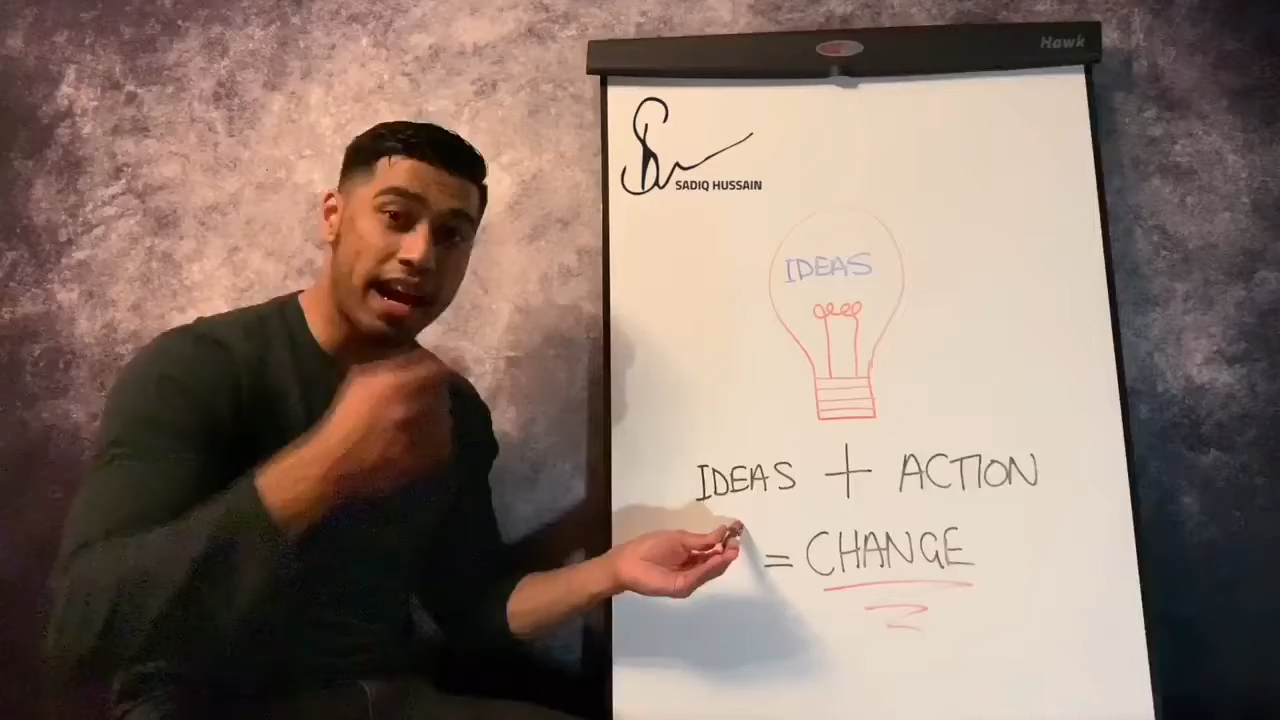 Hawk
SADIQ HUSSAIN
IDEAS
IDEAS + ACTION
= CHANGE